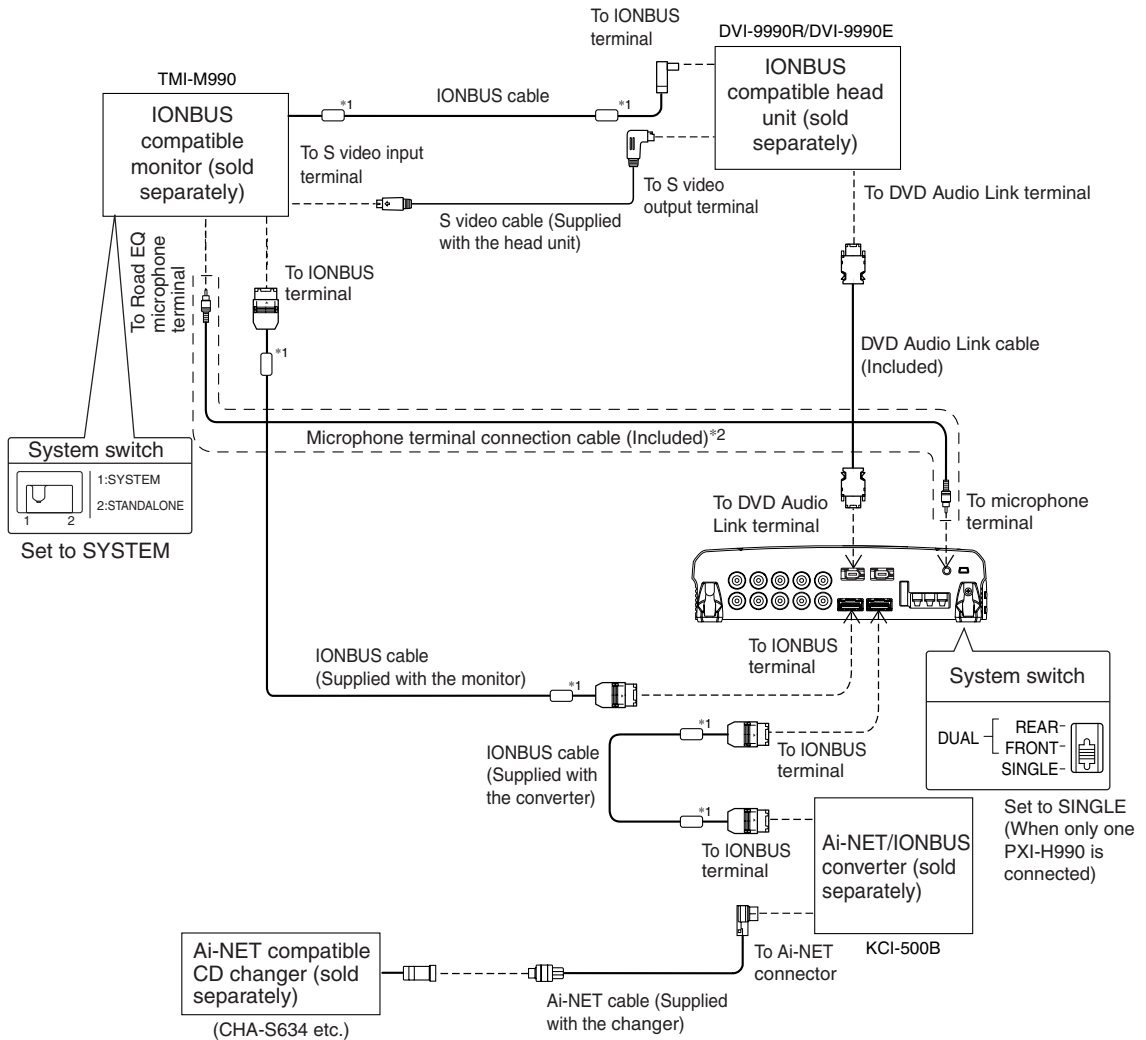 To IONBUS
terminal
DVI-9990R/DVI-9990E
TMI-M990
IONBUS
compatible head
unit (sold
separately)
*1
IONBUS cable
*1
IONBUS
compatible
monitor (sold
separately)
To S video input
terminal
To S video
output terminal
To DVD Audio Link terminal
S video cable (Supplied
with the head unit)
To Road EQ
microphone
terminal
To IONBUS
terminal
*1
DVD Audio Link cable
(Included)
Microphone terminal connection cable (Included)*2
System switch
1:SYSTEM
2:STANDALONE
1 2
Set to SYSTEM
To DVD Audio
Link terminal
To microphone
terminal
IONBUS cable
(Supplied with the monitor)
*1
To IONBUS
terminal
System switch
DUAL
REAR
FRONT
SINGLE
Set to SINGLE
(When only one
PXI-H990 is
connected)
*1
IONBUS cable
(Supplied with
the converter)
To IONBUS
terminal
*1
To IONBUS
terminal
Ai-NET/IONBUS
converter (sold
separately)
KCI-500B
To Ai-NET
connector
Ai-NET compatible
CD changer (sold
separately)
(CHA-S634 etc.)
Ai-NET cable (Supplied
with the changer)